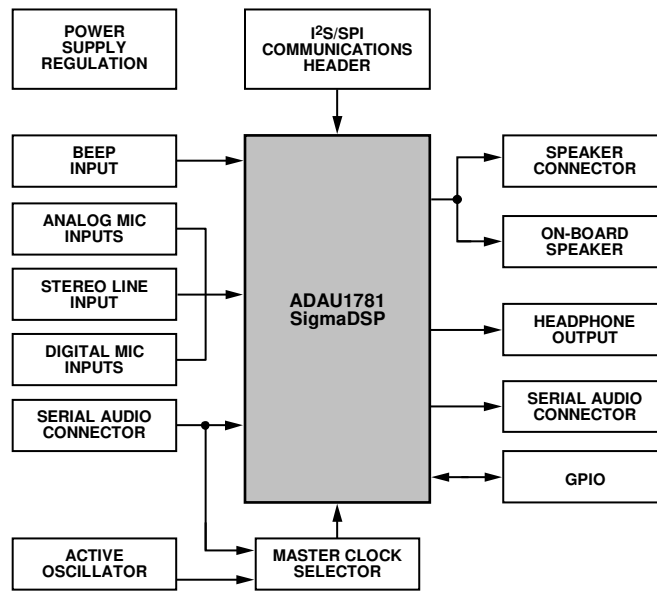 POWER
SUPPLY
REGULATION
I²S/SPI
COMMUNICATIONS
HEADER
BEEP
INPUT
ANALOG MIC
INPUTS
STEREO LINE
INPUT
DIGITAL MIC
INPUTS
SERIAL AUDIO
CONNECTOR
ACTIVE
OSCILLATOR
ADAU1781
SigmaDSP
MASTER CLOCK
SELECTOR
SPEAKER
CONNECTOR
ON-BOARD
SPEAKER
HEADPHONE
OUTPUT
SERIAL AUDIO
CONNECTOR
GPIO